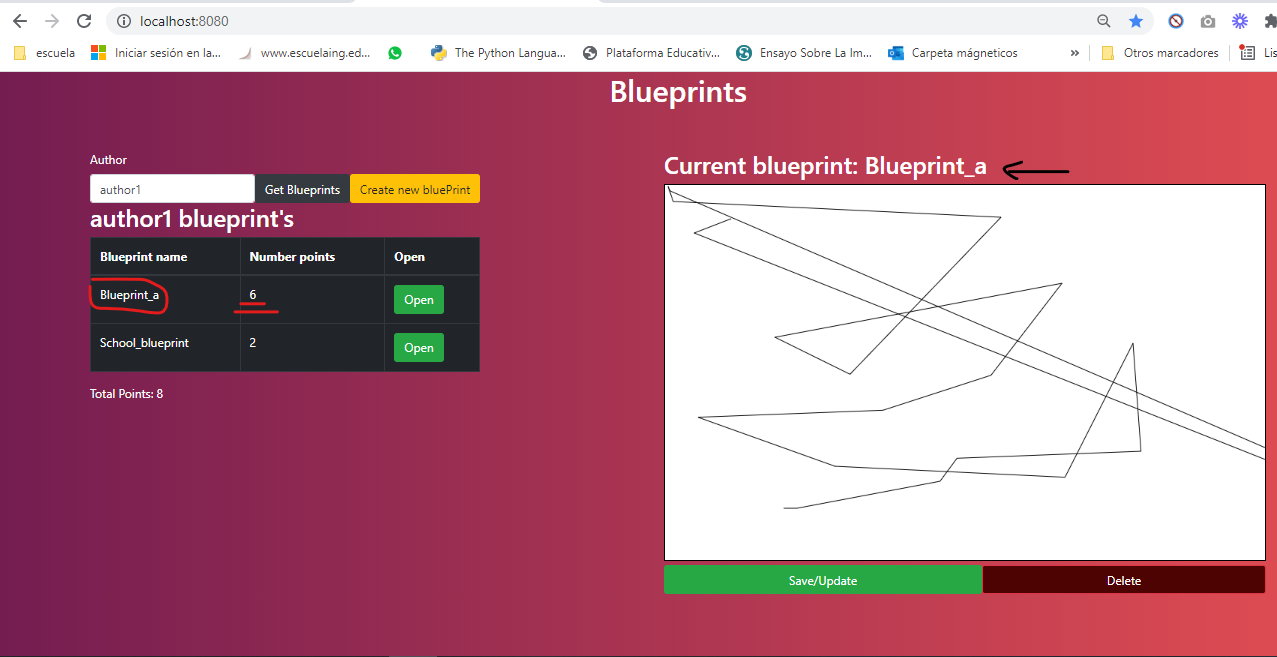 localhost:8080
escuela
Iniciar sesión en la...
www.escuelaing.ed...
The Python Langua...
Plataforma Educativ...
Ensayo Sobre La Im...
Carpeta mágneticos
»
Otros marcadores
Lis
Blueprints
Author
author1
Get Blueprints
Create new bluePrint
author1 blueprint's
Blueprint name Number points Open
Blueprint_a 6 Open
School_blueprint 2 Open
Total Points: 8
Current blueprint: Blueprint_a
Save/Update
Delete